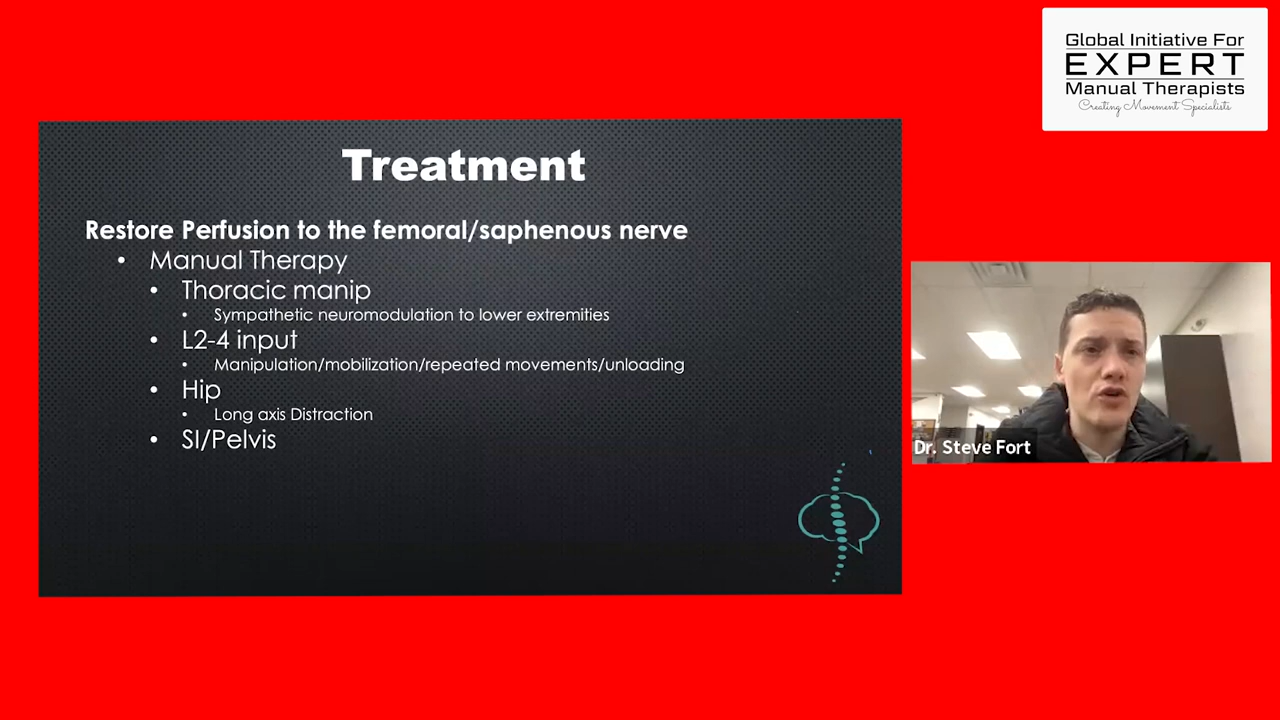 Global Initiative For
EXPERT
Manual Therapists
Creating Movement Specialists
Treatment
Restore Perfusion to the femoral/saphenous nerve
• Manual Therapy
• Thoracic manip
• Sympathetic neuromodulation to lower extremities
• L2-4 input
• Manipulation/mobilization/repeated movements/unloading
• Hip
• Long axis Distraction
• SI/Pelvis
Dr. Steve Fort